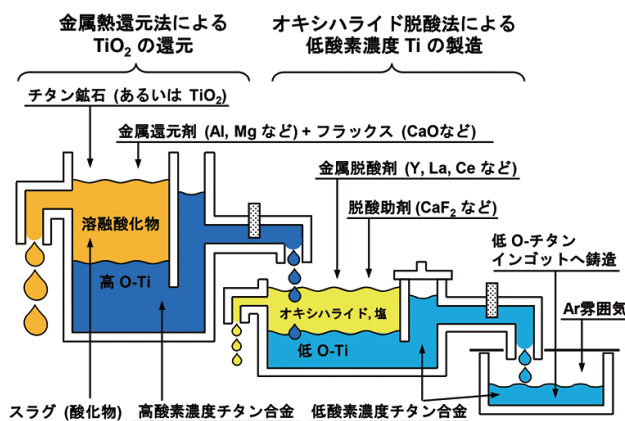 金属熱還元法による
TiO₂ の還元
オキシハライド脱酸法による
低酸素濃度 Ti の製造
チタン鉱石 (あるいは TiO₂)
金属還元剤 (Al, Mg など) + フラックス (CaOなど)
金属脱酸剤 (Y, La, Ce など)
脱酸助剤 (CaF₂ など)
溶融酸化物
高 O-Ti
低 O-チタン
インゴットへ鋳造
Ar雰囲気
オキシハライド, 塩
低 O-Ti
スラグ (酸化物)
高酸素濃度チタン合金
低酸素濃度チタン合金